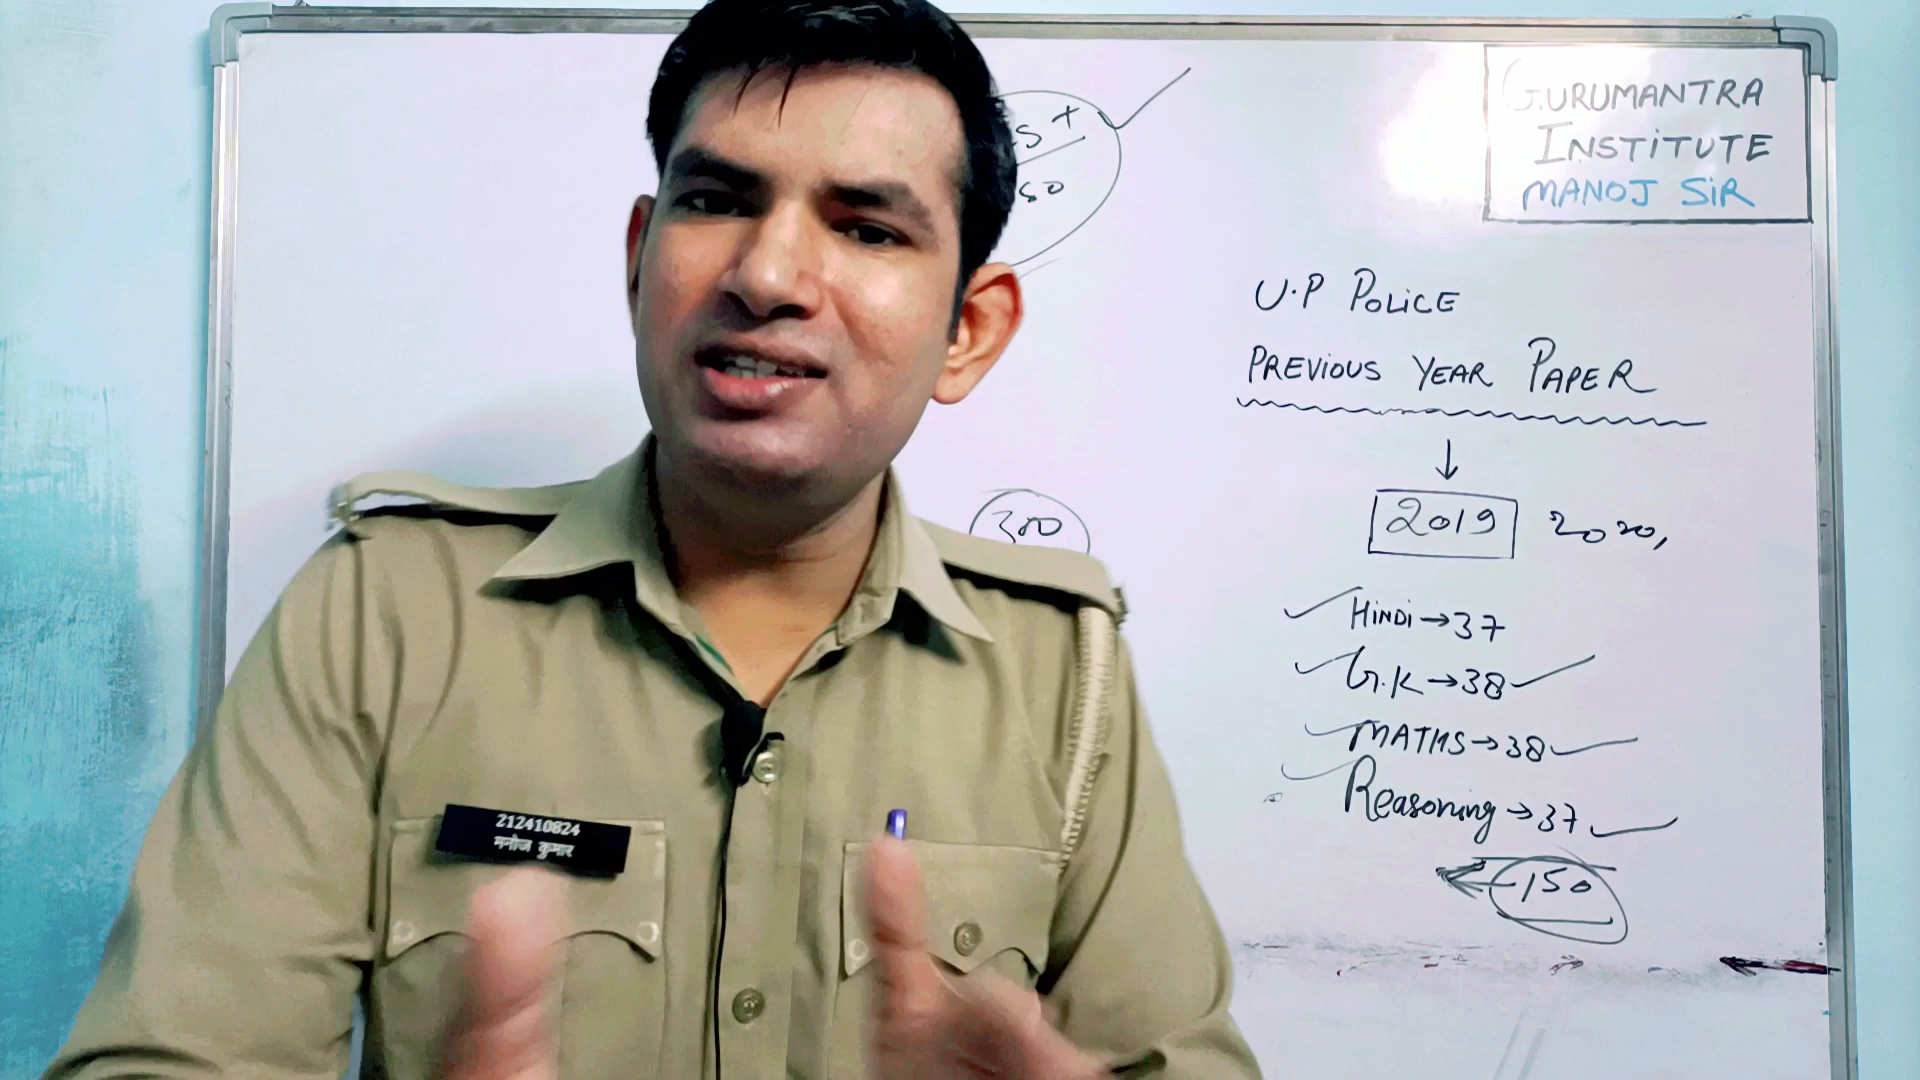 S+
50
GURUMANTRA
INSTITUTE
MANOJ SiR
U.P POLiCE
PREViOUS YEAR PAPER
↓
2019 2020,
300
✓ HiNDi→37
✓ G.K→38 ✓
✓ MATHS→38 ✓
✓ Reasoning→37 ✓
150
212410824
मनोज कुमार